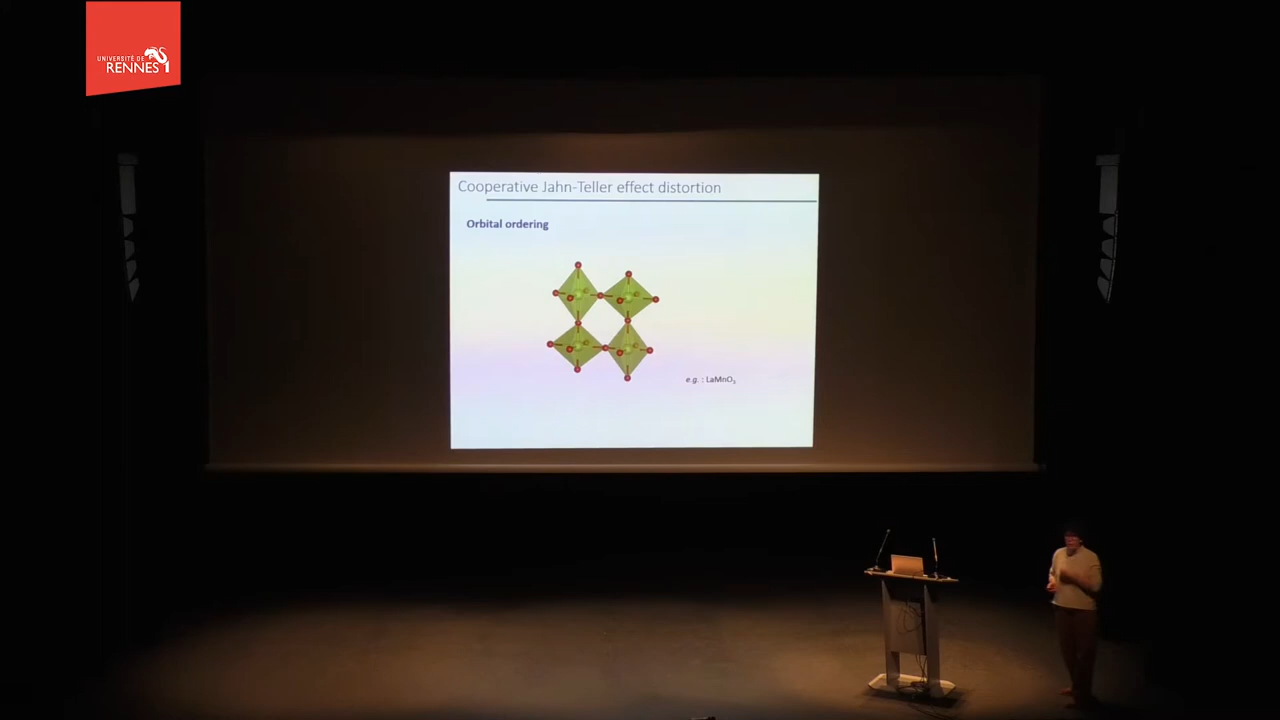 UNIVERSITÉ DE
RENNES 1
Cooperative Jahn-Teller effect distortion
Orbital ordering
e.g. : LaMnO₃